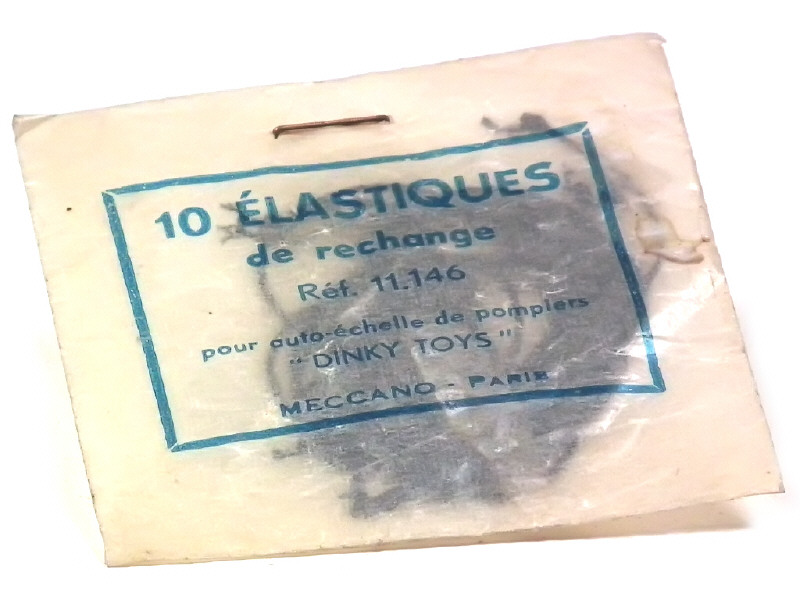 10 ÉLASTIQUES
de rechange
Réf. 11.146
pour auto-échelle de pompiers
"DINKY TOYS"
MECCANO - PARIS